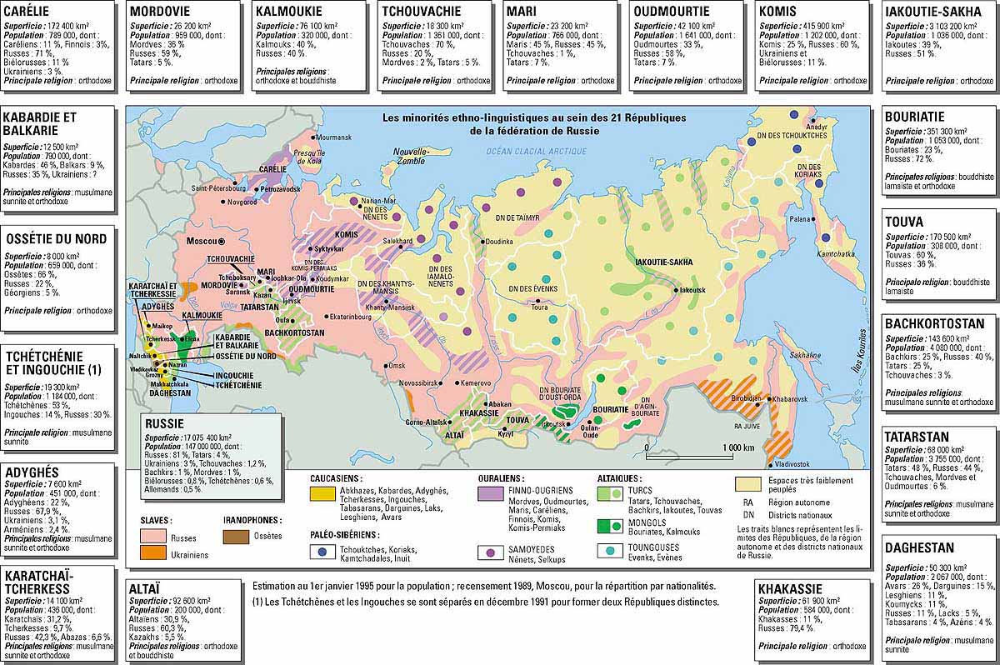 CARÉLIE
Superficie : 172 400 km²
Population : 789 000, dont :
Caréliens : 11 %, Finnois : 3%,
Russes : 71 %
Biélorusses : 11 %
Ukrainiens : 3 %.
Principale religion : orthodoxe
MORDOVIE
Superficie : 26 200 km²
Population : 959 000, dont :
Mordves : 36 %
Russes : 59 %
Tatars : 5 %.
Principale religion : orthodoxe
KALMOUKIE
Superficie : 76 100 km²
Population : 320 000, dont :
Kalmouks : 40 %,
Russes : 40 %.
Principales religions :
orthodoxe et bouddhiste
TCHOUVACHIE
Superficie : 18 300 km²
Population : 1 361 000, dont :
Tchouvaches : 70 %,
Russes : 20 %.
Mordves : 2 %, Tatars : 5 %.
Principale religion : orthodoxe
MARI
Superficie : 23 200 km²
Population : 766 000, dont :
Maris : 45 %, Russes : 45 %,
Tchouvaches : 1 %,
Tatars : 7 %.
Principale religion : orthodoxe
OUDMOURTIE
Superficie : 42 100 km²
Population : 1 641 000, dont :
Oudmourtes : 33 %,
Russes : 58 %
Tatars : 7 %.
Principale religion : orthodoxe
KOMIS
Superficie : 415 900 km²
Population : 1 202 000, dont :
Komis : 25 %, Russes : 60 %,
Ukrainiens et
Biélorusses : 11 %.
Principale religion : orthodoxe
IAKOUTIE-SAKHA
Superficie : 3 103 200 km²
Population : 1 036 000, dont :
Iakoutes : 39 %,
Russes : 51 %.
Principale religion : orthodoxe
KABARDIE ET
BALKARIE
Superficie : 12 500 km²
Population : 790 000, dont :
Kabardes : 46 %, Balkars : 9 %,
Russes : 35 %, Ukrainiens : ?
Principales religions : musulmane
sunnite et orthodoxe
OSSÉTIE DU NORD
Superficie : 8 000 km²
Population : 659 000, dont :
Ossètes : 66 %,
Russes : 22 %,
Géorgiens : 5 %.
Principale religion : orthodoxe
TCHÉTCHÉNIE
ET INGOUCHIE (1)
Superficie : 19 300 km²
Population : 1 184 000, dont :
Tchétchènes : 53 %,
Ingouches : 14 %, Russes : 30 %.
Principale religion : musulmane
sunnite
ADYGHÉS
Superficie : 7 600 km²
Population : 451 000, dont :
Adyghéens : 22 %,
Russes : 67,9 %,
Ukrainiens : 3,1 %,
Arméniens : 2,4 %.
Principales religions : musulmane
sunnite et orthodoxe
KARATCHAÏ-
TCHERKESS
Superficie : 14 100 km²
Population : 436 000, dont :
Karatchaïs : 31,2 %,
Tcherkesses : 9,7 %,
Russes : 42,3 %, Abazas : 6,6 %.
Principales religions : musulmane
sunnite et orthodoxe
ALTAÏ
Superficie : 92 600 km²
Population : 200 000, dont :
Altaïens : 30,9 %,
Russes : 60,3 %,
Kazakhs : 5,5 %.
Principales religions : orthodoxe
et bouddhiste
Les minorités ethno-linguistiques au sein des 21 Républiques
de la fédération de Russie
OCÉAN CLACIAL ARCTIQUE
Mourmansk
Presqu'île
de Kola
Nouvelle-
Zemble
CARÉLIE
Saint-Pétersbourg
Pétrozavodsk
Novgorod
Moscou
Narian-Mar
DN DES
NÉNETS
KOMIS
Syktyvkar
Salekhard
DN DES
KOMIS-PERMIAKS
Koudymkar
DN DES KHANTYS-
MANSIS
Khanty-Mansiisk
DN DES
IAMALO-
NENETS
DN DE TAÏMYR
Doudinka
DN DES ÉVENKS
Toura
IAKOUTIE-SAKHA
Iakoutsk
Kolyma
DN DES TCHOUKTCHES
Anadyr
DN DES
KORIAKS
Palana
Kamtchatka
Sakhaline
Îles Kouriles
TCHOUVACHIE
Tcheboksary
MARI
Iochkar-Ola
MORDOVIE
Saransk
Kazan
OUDMOURTIE
Ijevsk
TATARSTAN
Oufa
BACHKORTOSTAN
Ekaterinbourg
Don
Volga
KARATCHAÏ ET
TCHERKESSIE
ADYGHÉS
KALMOUKIE
Maïkop
Tcherkessk
Elista
Naltchik
Vladikavkaz
Nazran
Grozny
Makhatchkala
DAGHESTAN
KABARDIE
ET BALKARIE
OSSÉTIE DU NORD
INGOUCHIE
TCHÉTCHÉNIE
Omsk
Novossibirsk
Kemerovo
Gorno-Altaïsk
ALTAÏ
KHAKASSIE
Abakan
TOUVA
Kyzyl
DN BOURIATE
D'OUST-ORDA
Irkoutsk
BOURIATIE
Oulan-
Oude
DN
D'AGIN-
BOURIATE
Birobidjan
Khabarovsk
RA JUIVE
Vladivostok
0
1 000 km
RUSSIE
Superficie : 17 075 400 km²
Population : 147 000 000, dont :
Russes : 81 %, Tatars : 4 %,
Ukrainiens : 3 %, Tchouvaches : 1,2 %,
Bachkirs : 1 %, Mordves : 1 %,
Biélorusses : 0,8 %, Tchétchènes : 0,6 %,
Allemands : 0,5 %.
SLAVES :
Russes
Ukrainiens
IRANOPHONES :
Ossètes
CAUCASIENS :
Abkhazes, Kabardes, Adyghés,
Tcherkesses, Ingouches,
Tabasarans, Darguines, Laks,
Lesghiens, Avars
PALÉO-SIBÉRIENS :
Tchouktches, Koriaks,
Kamtchadales, Inuit
OURALIENS :
FINNO-OUGRIENS
Mordves, Oudmourtes,
Maris, Caréliens,
Finnois, Komis,
Komis-Permiaks
SAMOYEDES
Nénets, Selkups
ALTAIQUES :
TURCS
Tatars, Tchouvaches,
Bachkirs, Iakoutes, Touvas
MONGOLS
Bouriates, Kalmouks
TOUNGOUSES
Evenks, Evènes
Espaces très faiblement
peuplés
RA Région autonome
DN Districts nationaux
Les traits blancs représentent les li-
mites des Républiques, de la région
autonome et des districts nationaux
de Russie.
Estimation au 1er janvier 1995 pour la population ; recensement 1989, Moscou, pour la répartition par nationalités.
(1) Les Tchétchènes et les Ingouches se sont séparés en décembre 1991 pour former deux Républiques distinctes.
BOURIATIE
Superficie : 351 300 km²
Population : 1 053 000, dont :
Bouriates : 23 %,
Russes : 72 %.
Principales religions : bouddhiste
lamaïste et orthodoxe
TOUVA
Superficie : 170 500 km²
Population : 308 000, dont :
Touvas : 60 %,
Russes : 36 %.
Principale religion : bouddhiste
lamaïste
BACHKORTOSTAN
Superficie : 143 600 km²
Population : 4 080 000, dont :
Bachkirs : 25 %, Russes : 40 %,
Tatars : 25 %,
Tchouvaches : 3 %.
Principales religions :
musulmane sunnite et orthodoxe
TATARSTAN
Superficie : 68 000 km²
Population : 3 755 000, dont :
Tatars : 48 %, Russes : 44 %,
Tchouvaches, Mordves et
Oudmourtes : 6 %.
Principales religions : musulmane
sunnite et orthodoxe
DAGHESTAN
Superficie : 50 300 km²
Population : 2 067 000, dont :
Avars : 26 %, Darguines : 15 %,
Lesghiens : 11 %,
Koumycks : 11 %,
Russes : 11 %, Lacks : 5 %,
Tabasarans : 4 %, Azéris : 4 %.
Principale religion : musulmane
sunnite
KHAKASSIE
Superficie : 61 900 km²
Population : 584 000, dont :
Khakasses : 11 %,
Russes : 79,4 %.
Principale religion : orthodoxe